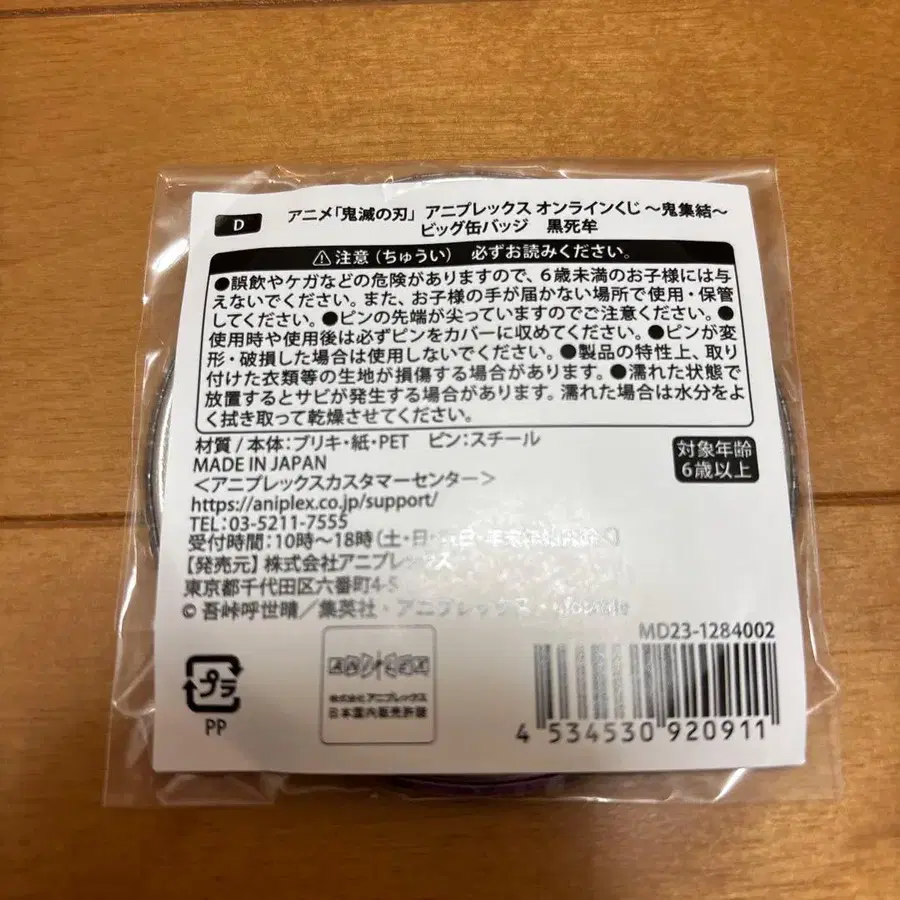 D
アニメ「鬼滅の刃」 アニプレックス オンラインくじ 〜鬼集結〜
ビッグ缶バッジ 黒死牟
⚠注意（ちゅうい） 必ずお読みください。
●誤飲やケガなどの危険がありますので、6歳未満のお子様には与
えないでください。また、お子様の手が届かない場所で使用・保管
してください。●ピンの先端が尖っていますのでご注意ください。●
使用時や使用後は必ずピンをカバーに収めてください。●ピンが変
形・破損した場合は使用しないでください。●製品の特性上、取り
付けた衣類等の生地が損傷する場合があります。●濡れた状態で
放置するとサビが発生する場合があります。濡れた場合は水分をよ
く拭き取って乾燥させてください。
材質/本体：ブリキ・紙・PET ピン：スチール
MADE IN JAPAN
対象年齢
6歳以上
＜アニプレックスカスタマーセンター＞
https://aniplex.co.jp/support/
TEL：03-5211-7555
受付時間：10時〜18時（土・日・
【発売元】株式会社アニプレックス
東京都千代田区六番町4-5
© 吾峠呼世晴／集英社・アニプレックス
MD23-1284002
プラ
PP
ANIPLEX
株式会社アニプレックス
日本国内販売許諾
4 534530 920911